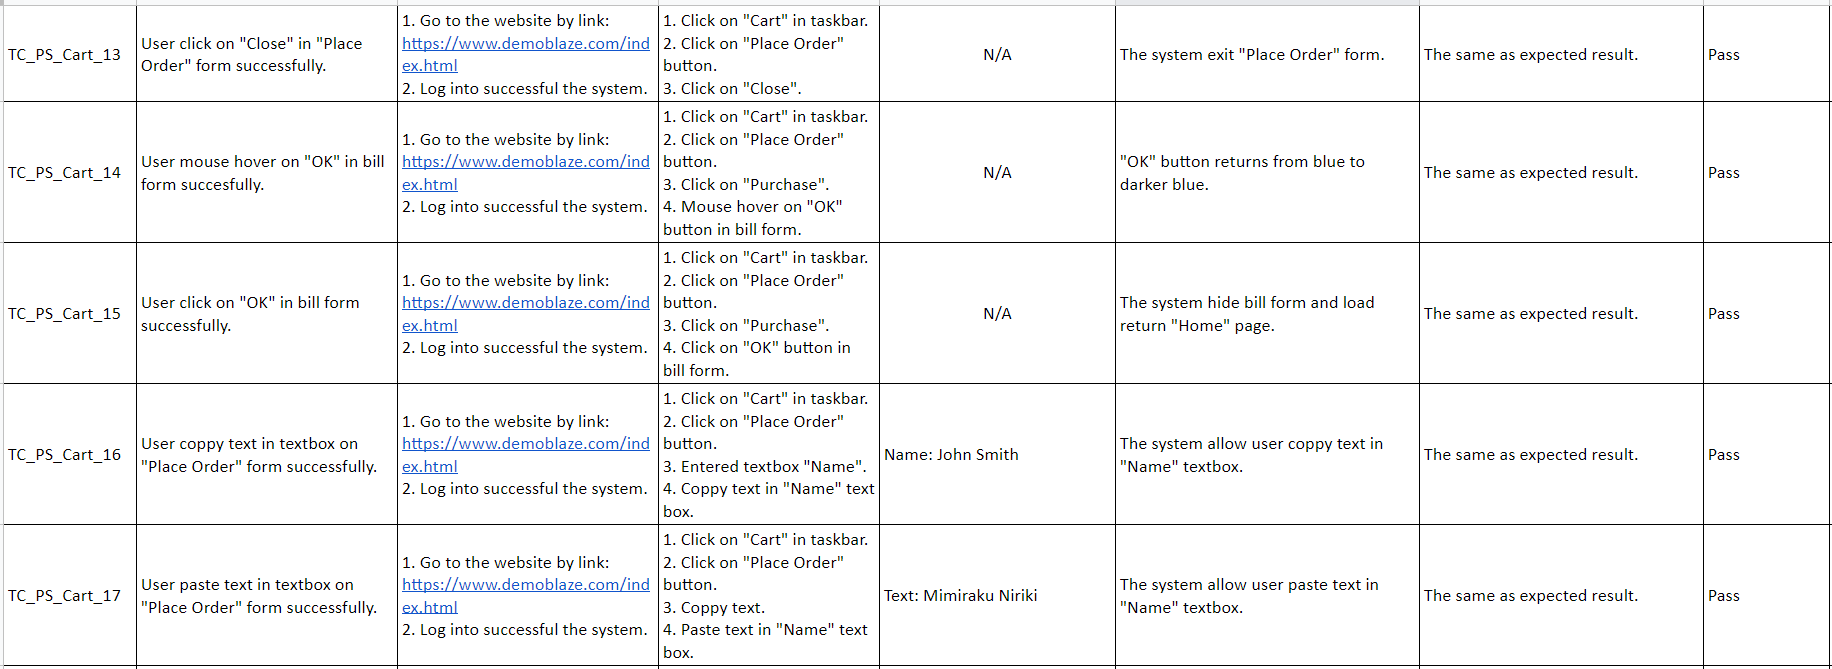 TC_PS_Cart_13
User click on "Close" in "Place
Order" form successfully.
1. Go to the website by link:
https://www.demoblaze.com/ind
ex.html
2. Log into successful the system.
1. Click on "Cart" in taskbar.
2. Click on "Place Order"
button.
3. Click on "Close".
N/A
The system exit "Place Order" form.
The same as expected result.
Pass
TC_PS_Cart_14
User mouse hover on "OK" in bill
form succesfully.
1. Go to the website by link:
https://www.demoblaze.com/ind
ex.html
2. Log into successful the system.
1. Click on "Cart" in taskbar.
2. Click on "Place Order"
button.
3. Click on "Purchase".
4. Mouse hover on "OK"
button in bill form.
N/A
"OK" button returns from blue to
darker blue.
The same as expected result.
Pass
TC_PS_Cart_15
User click on "OK" in bill form
successfully.
1. Go to the website by link:
https://www.demoblaze.com/ind
ex.html
2. Log into successful the system.
1. Click on "Cart" in taskbar.
2. Click on "Place Order"
button.
3. Click on "Purchase".
4. Click on "OK" button in
bill form.
N/A
The system hide bill form and load
return "Home" page.
The same as expected result.
Pass
TC_PS_Cart_16
User coppy text in textbox on
"Place Order" form successfully.
1. Go to the website by link:
https://www.demoblaze.com/ind
ex.html
2. Log into successful the system.
1. Click on "Cart" in taskbar.
2. Click on "Place Order"
button.
3. Entered textbox "Name".
4. Coppy text in "Name" text
box.
Name: John Smith
The system allow user coppy text in
"Name" textbox.
The same as expected result.
Pass
TC_PS_Cart_17
User paste text in textbox on
"Place Order" form successfully.
1. Go to the website by link:
https://www.demoblaze.com/ind
ex.html
2. Log into successful the system.
1. Click on "Cart" in taskbar.
2. Click on "Place Order"
button.
3. Coppy text.
4. Paste text in "Name" text
box.
Text: Mimiraku Niriki
The system allow user paste text in
"Name" textbox.
The same as expected result.
Pass